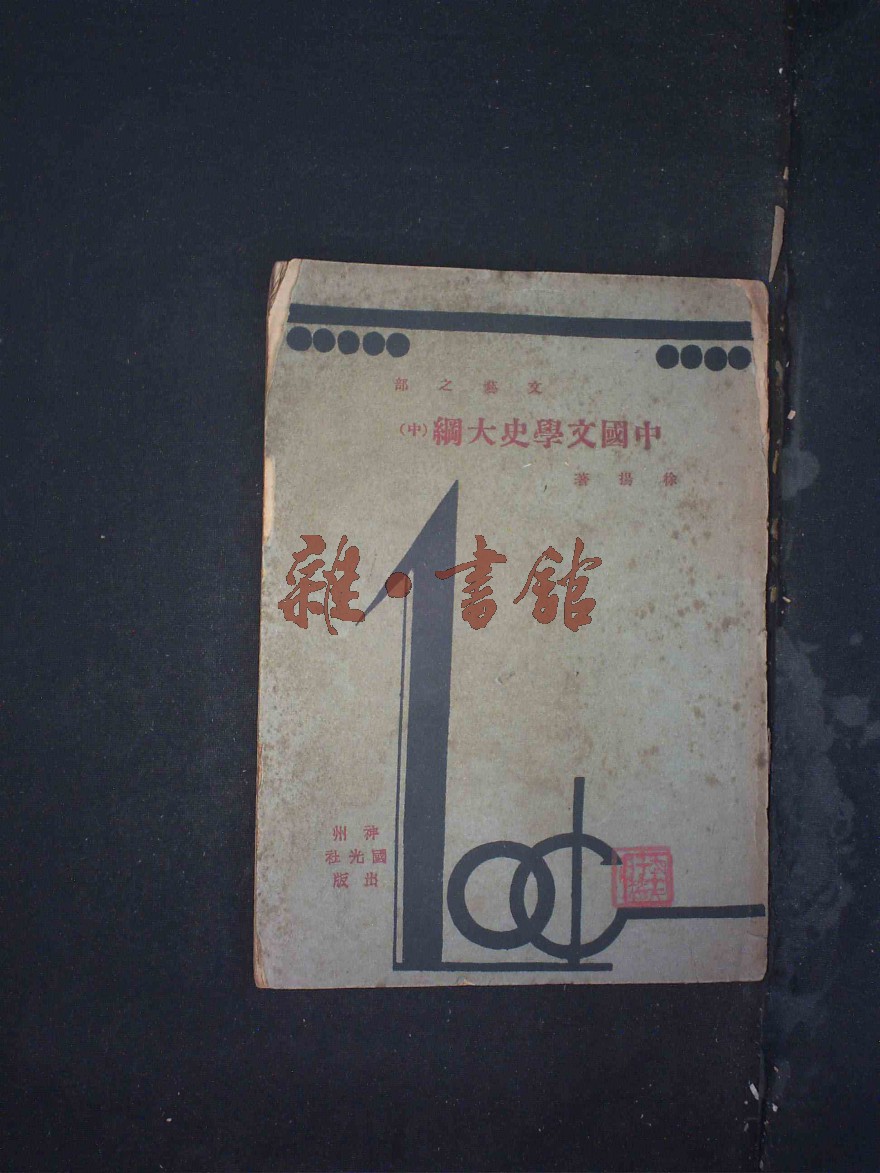 文藝之部
中國文學史大綱(中)
徐揚著
雜·書館
神州
國光社
出版